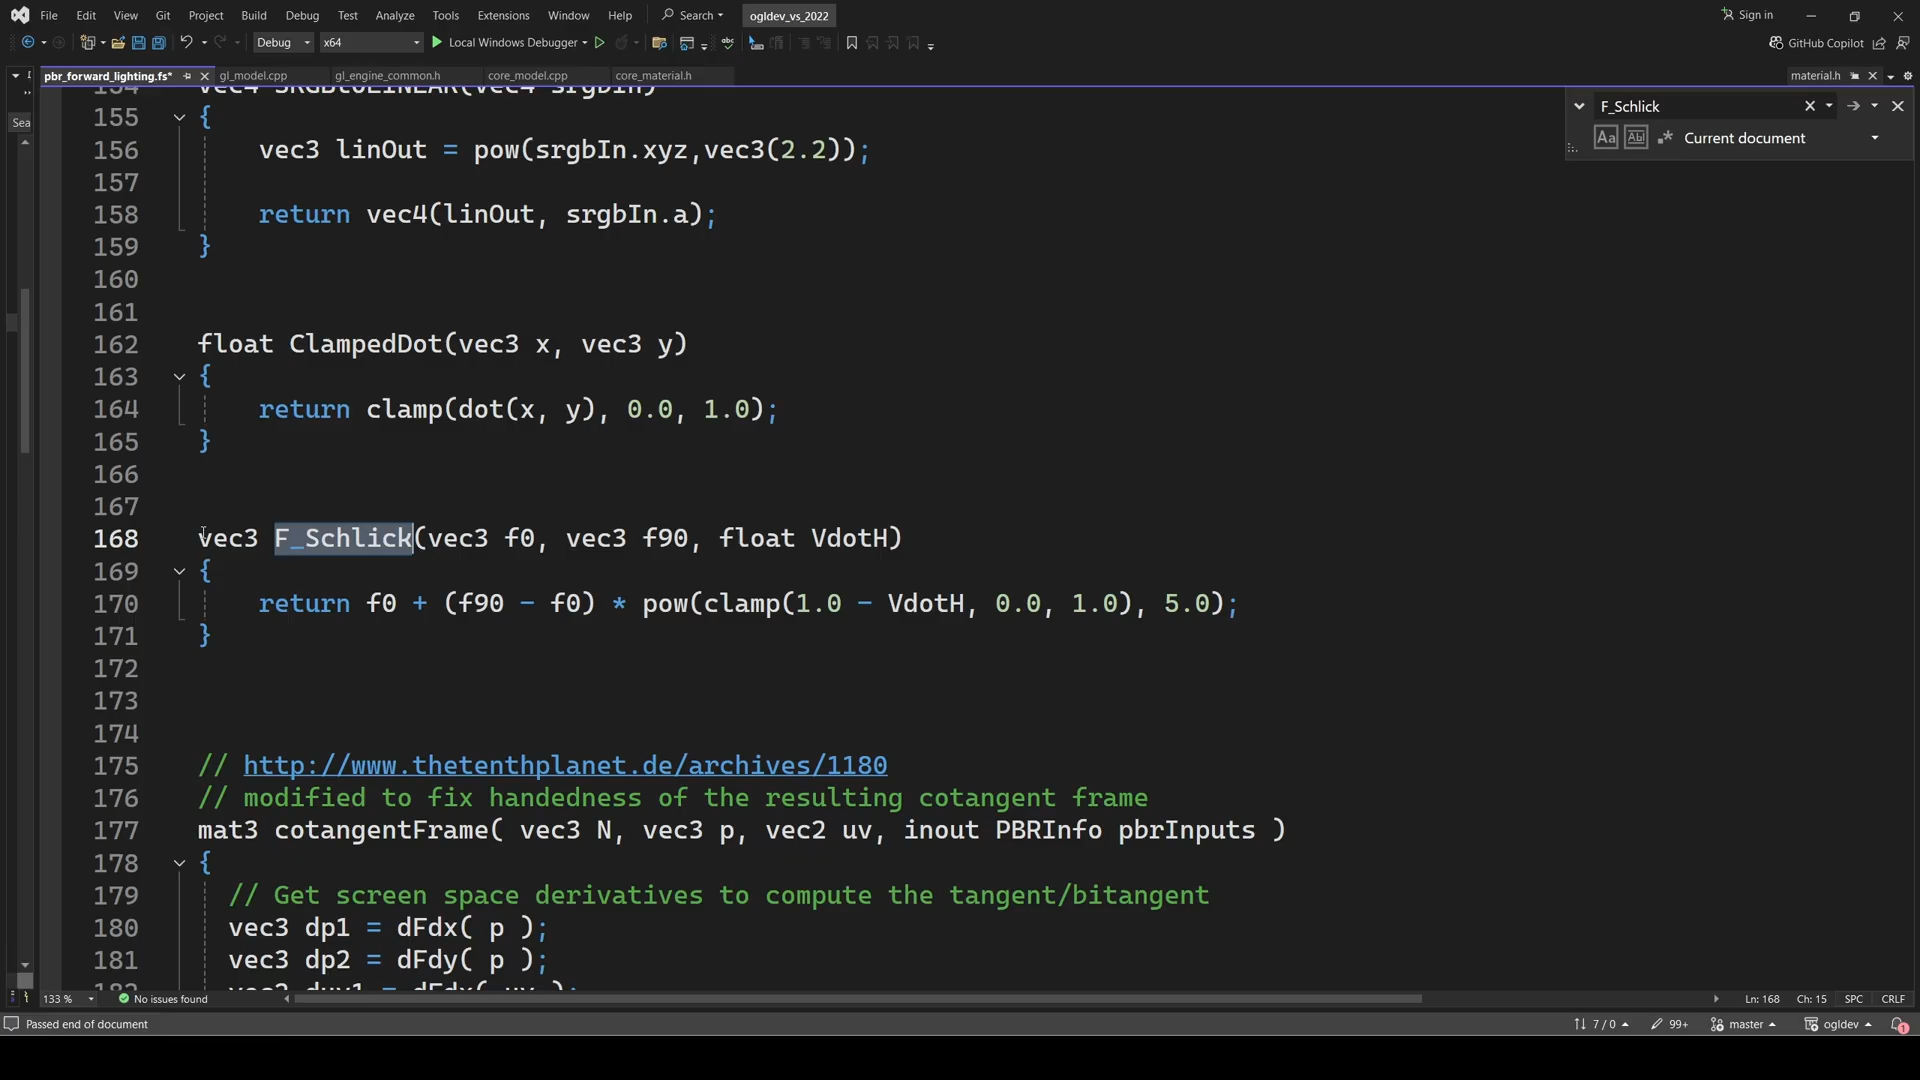 File Edit View Git Project Build Debug Test Analyze Tools Extensions Window Help Search ogldev_vs_2022 Sign in
Debug x64 Local Windows Debugger GitHub Copilot
pbr_forward_lighting.fs* gl_model.cpp gl_engine_common.h core_model.cpp core_material.h material.h
Sea
F_Schlick
Current document
154 vec4 SRGBtoLINEAR(vec4 srgbIn)
155 {
156 vec3 linOut = pow(srgbIn.xyz,vec3(2.2));
157
158 return vec4(linOut, srgbIn.a);
159 }
160
161
162 float ClampedDot(vec3 x, vec3 y)
163 {
164 return clamp(dot(x, y), 0.0, 1.0);
165 }
166
167
168 vec3 F_Schlick(vec3 f0, vec3 f90, float VdotH)
169 {
170 return f0 + (f90 - f0) * pow(clamp(1.0 - VdotH, 0.0, 1.0), 5.0);
171 }
172
173
174
175 // http://www.thetenthplanet.de/archives/1180
176 // modified to fix handedness of the resulting cotangent frame
177 mat3 cotangentFrame( vec3 N, vec3 p, vec2 uv, inout PBRInfo pbrInputs )
178 {
179 // Get screen space derivatives to compute the tangent/bitangent
180 vec3 dp1 = dFdx( p );
181 vec3 dp2 = dFdy( p );
182 vec2 duv1 = dFdx( uv );
133 % No issues found Ln: 168 Ch: 15 SPC CRLF
Passed end of document 7 / 0 99+ master ogldev 1